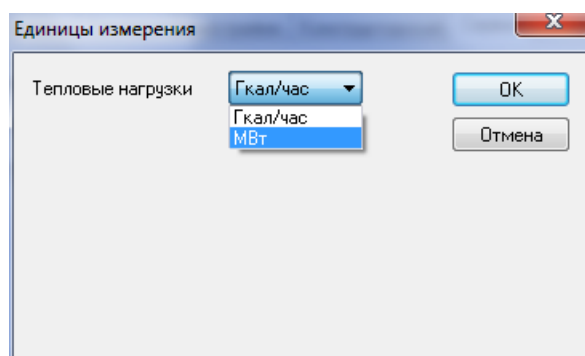 Единицы измерения
Тепловые нагрузки Гкал/час OK
Гкал/час
МВт Отмена